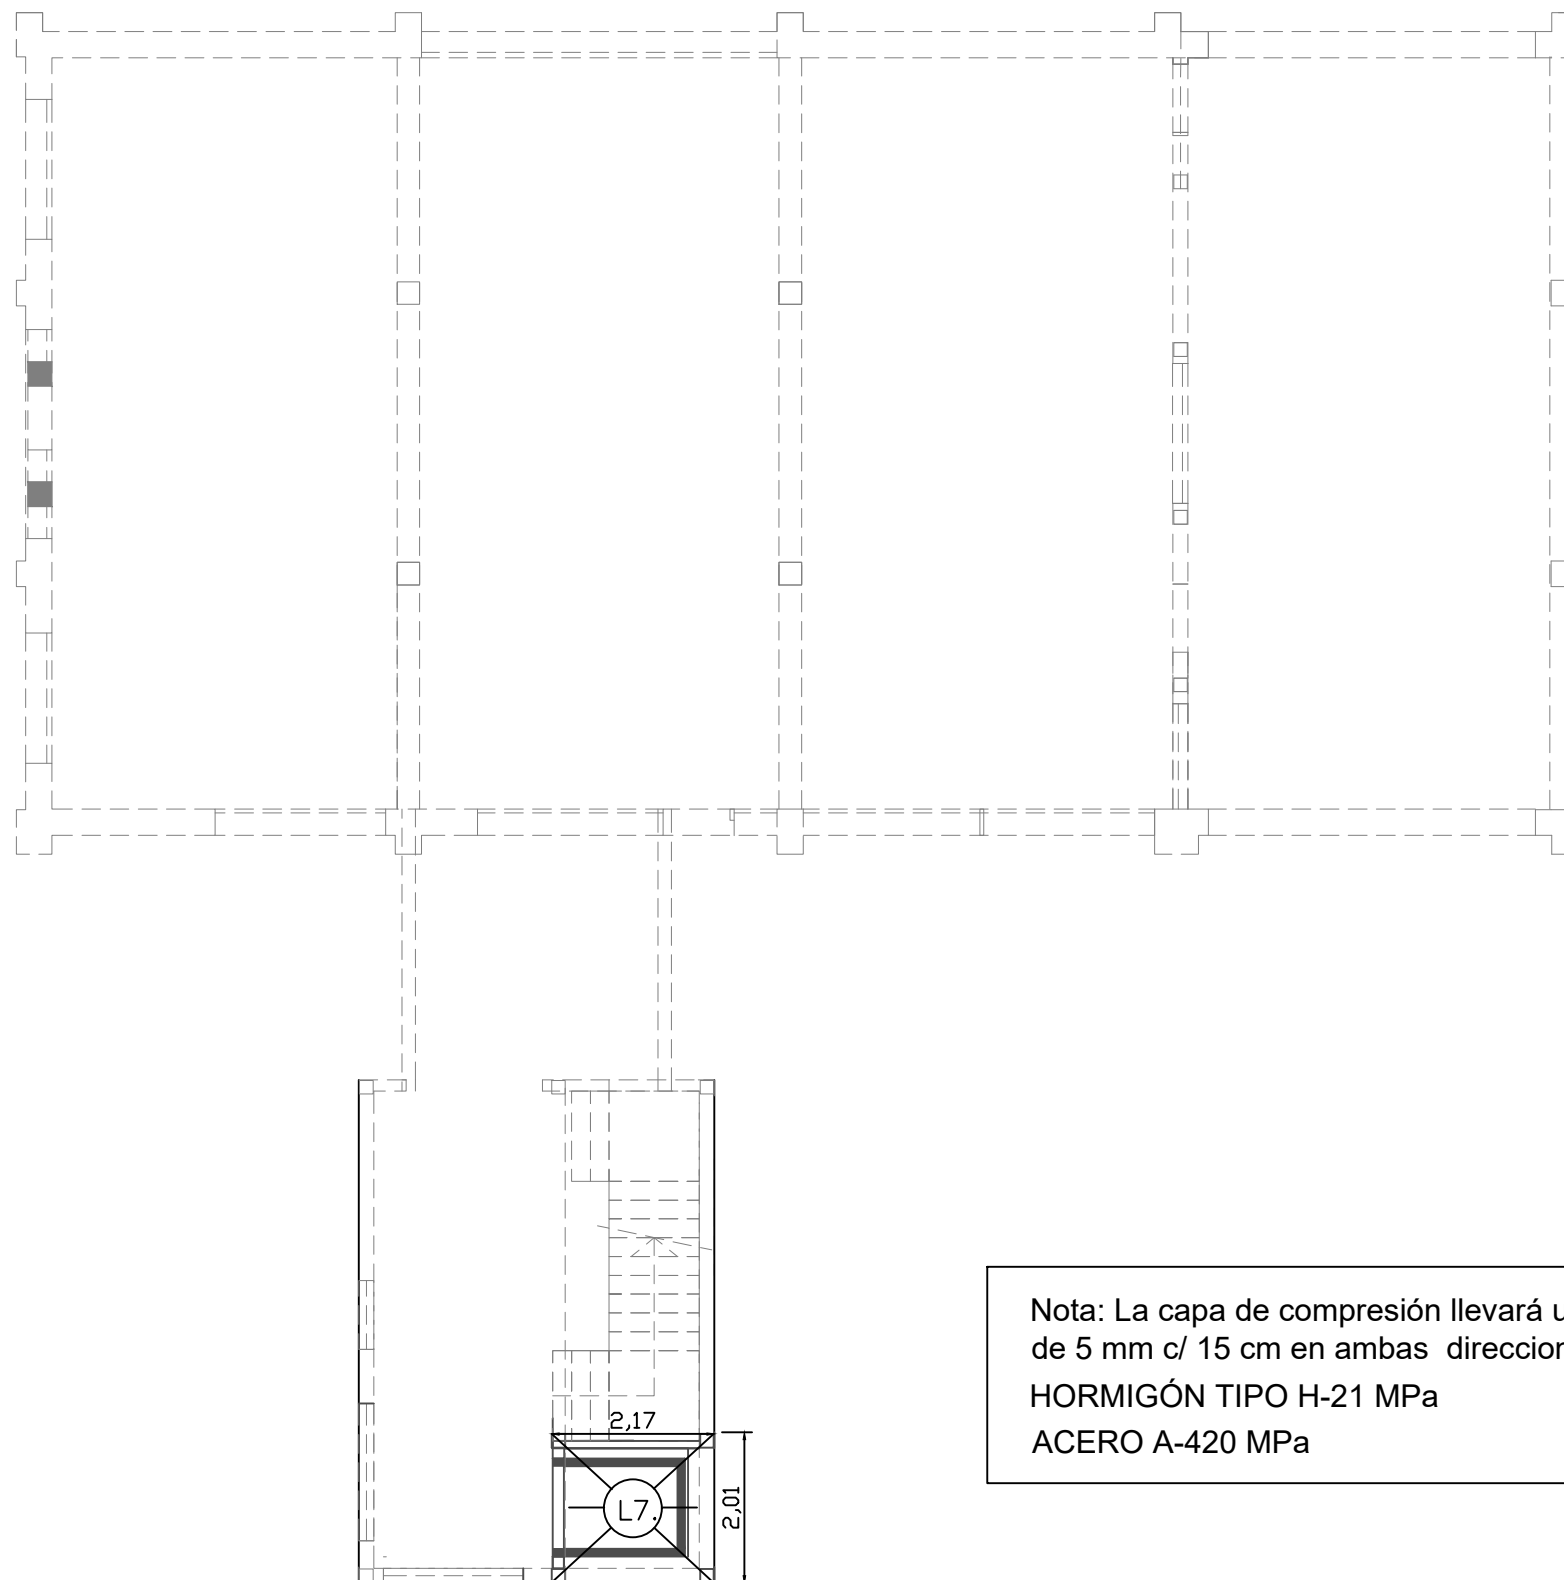 2,17
L7.
2,01
Nota: La capa de compresión llevará
de 5 mm c/ 15 cm en ambas
HORMIGÓN TIPO H-21 MPa
ACERO A-420 MPa